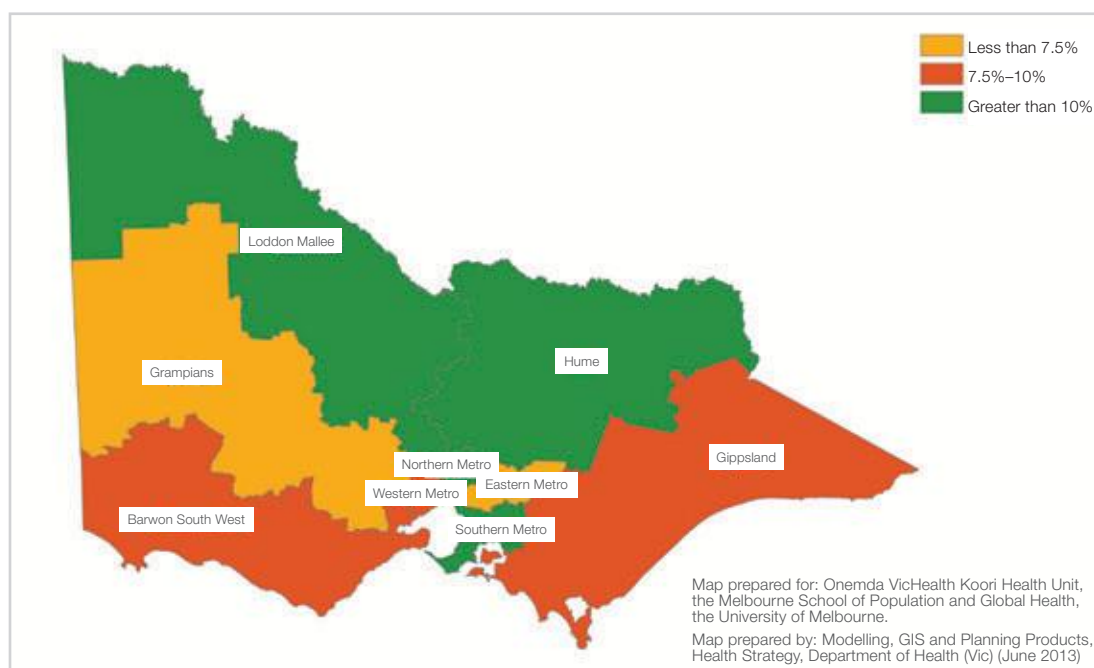 Less than 7.5%
7.5%–10%
Greater than 10%
Loddon Mallee
Hume
Grampians
Northern Metro
Gippsland
Eastern Metro
Western Metro
Barwon South West
Southern Metro
Map prepared for: Onemda VicHealth Koori Health Unit,
the Melbourne School of Population and Global Health,
the University of Melbourne.
Map prepared by: Modelling, GIS and Planning Products,
Health Strategy, Department of Health (Vic) (June 2013)